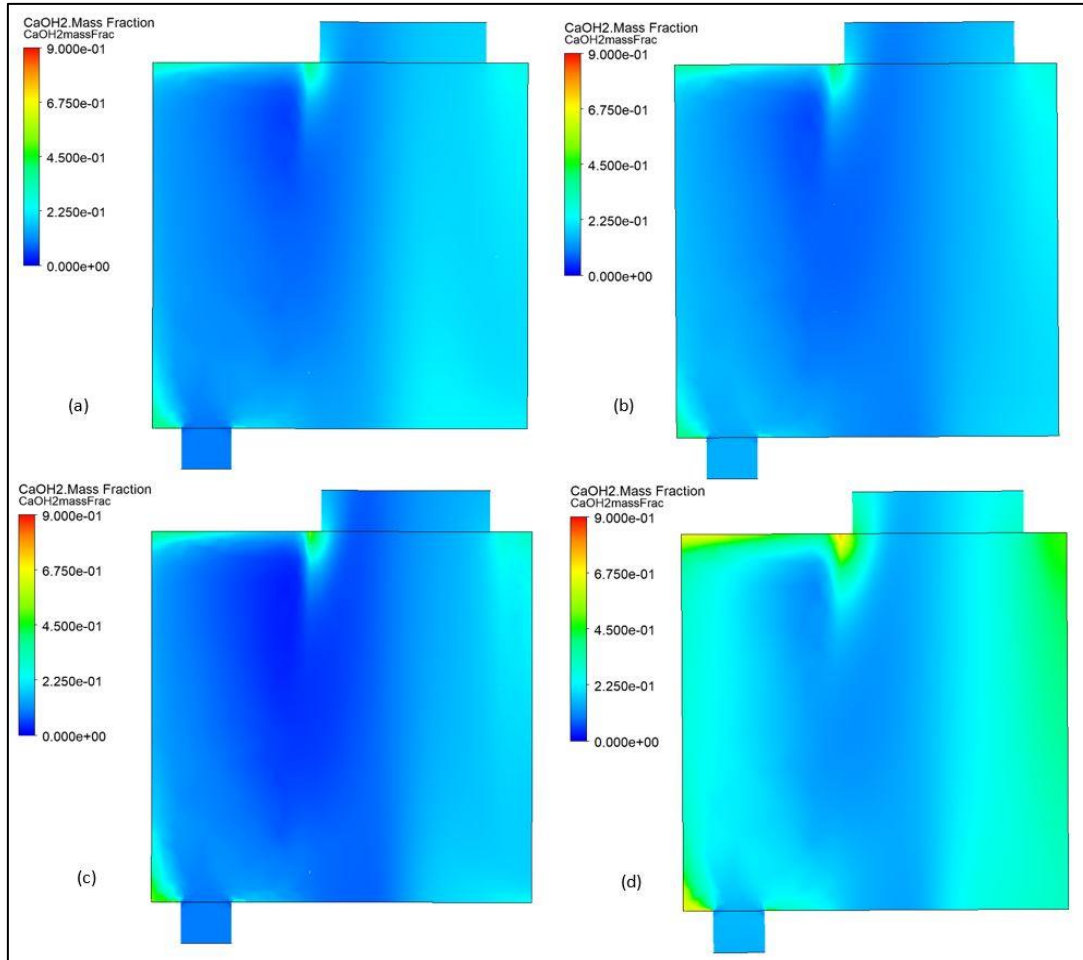 CaOH2.Mass Fraction
CaOH2massFrac
9.000e-01
6.750e-01
4.500e-01
2.250e-01
0.000e+00
(a)
CaOH2.Mass Fraction
CaOH2massFrac
9.000e-01
6.750e-01
4.500e-01
2.250e-01
0.000e+00
(b)
CaOH2.Mass Fraction
CaOH2massFrac
9.000e-01
6.750e-01
4.500e-01
2.250e-01
0.000e+00
(c)
CaOH2.Mass Fraction
CaOH2massFrac
9.000e-01
6.750e-01
4.500e-01
2.250e-01
0.000e+00
(d)